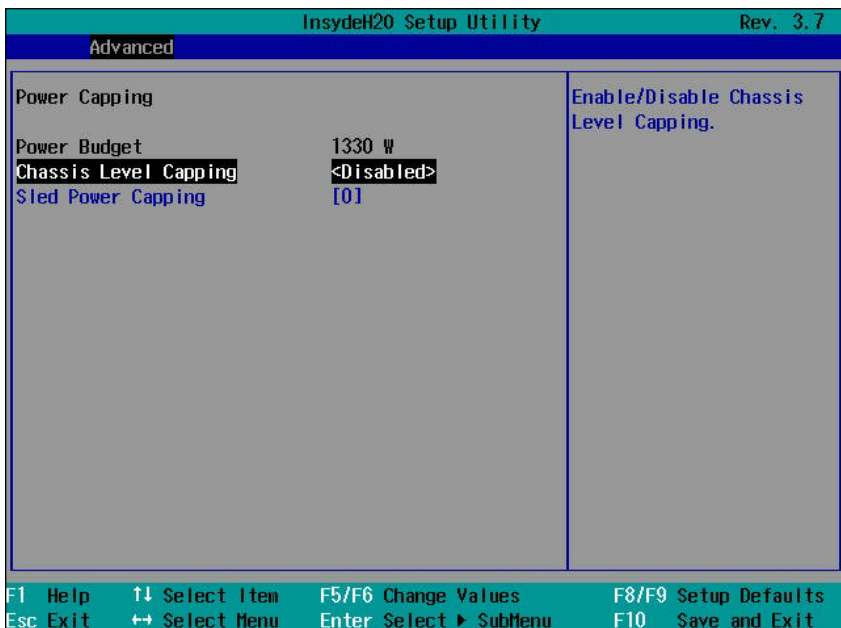 InsydeH20 Setup Utility Rev. 3.7
Advanced
Power Capping
Power Budget 1330 W
Chassis Level Capping <Disabled>
Sled Power Capping [0]
Enable/Disable Chassis
Level Capping.
F1 Help ↑↓ Select Item F5/F6 Change Values F8/F9 Setup Defaults
Esc Exit ↔ Select Menu Enter Select ▶ SubMenu F10 Save and Exit